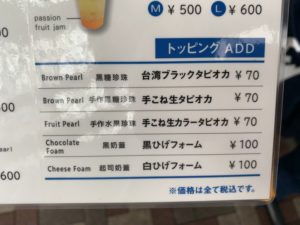 passion
fruit jam.
M ¥500 L ¥600
トッピング ADD
Brown Pearl 黒糖珍珠 台湾ブラックタピオカ ¥70
Brown Pearl 手作黒糖珍珠 手こね生タピオカ ¥70
Fruit Pearl 手作水果珍珠 手こね生カラータピオカ ¥70
Chocolate
Foam 黒奶蓋 黒ひげフォーム ¥100
Cheese Foam 起司奶蓋 白ひげフォーム ¥100
※価格は全て税込です。
600